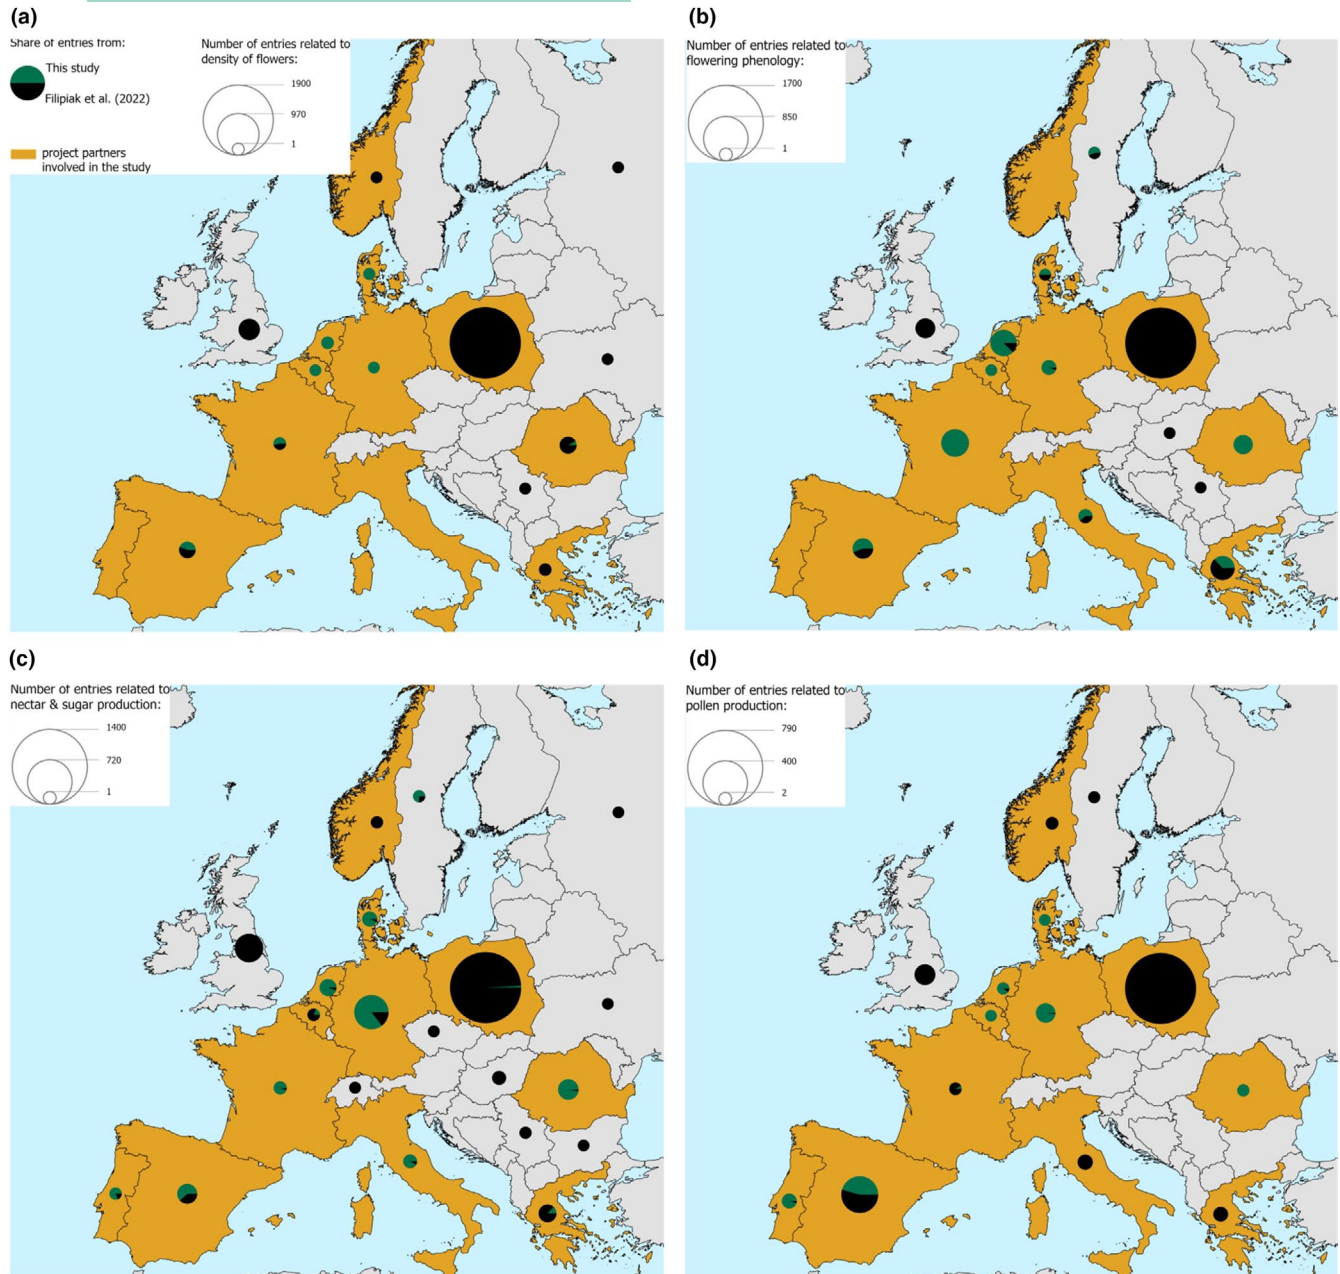 (a)
Share of entries from:
This study
Filipiak et al. (2022)
project partners
involved in the study
Number of entries related to
density of flowers:
1900
970
1
(b)
Number of entries related to
flowering phenology:
1700
850
1
(c)
Number of entries related to
nectar & sugar production:
1400
720
1
(d)
Number of entries related to
pollen production:
790
400
2